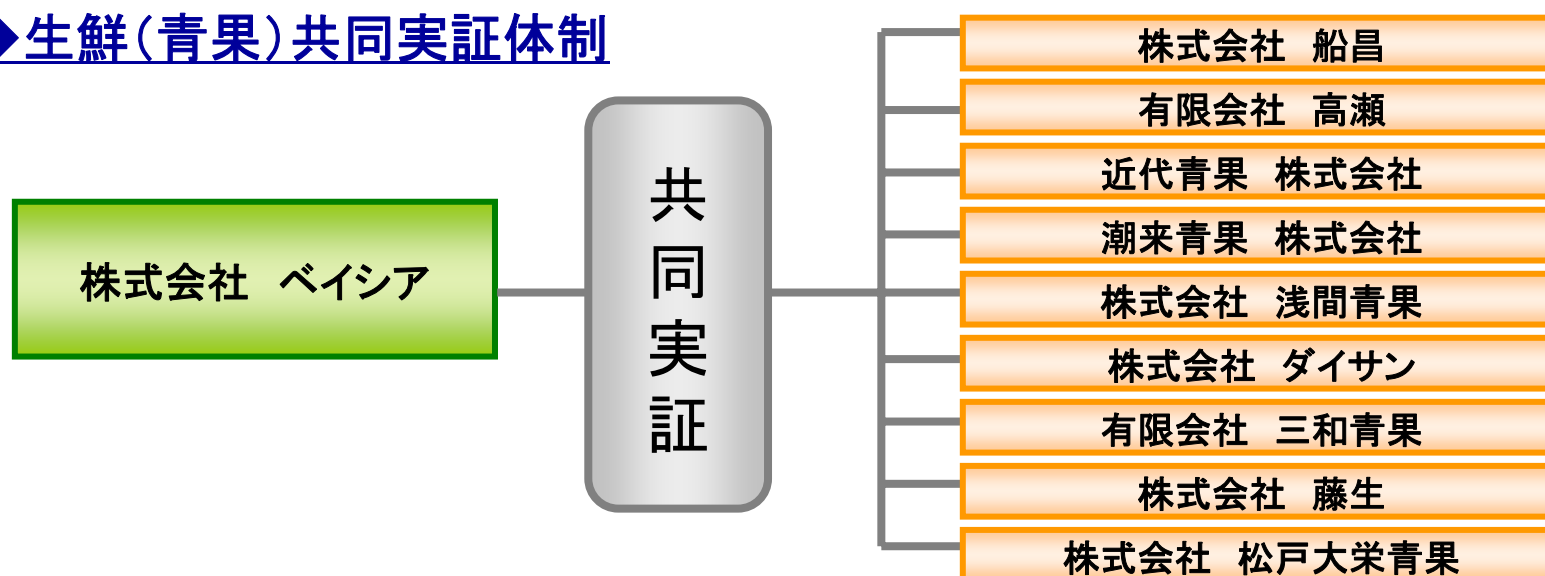 ◆生鮮(青果)共同実証体制
株式会社　ベイシア
共同実証
株式会社　船昌
有限会社　高瀬
近代青果　株式会社
潮来青果　株式会社
株式会社　浅間青果
株式会社　ダイサン
有限会社　三和青果
株式会社　藤生
株式会社　松戸大栄青果